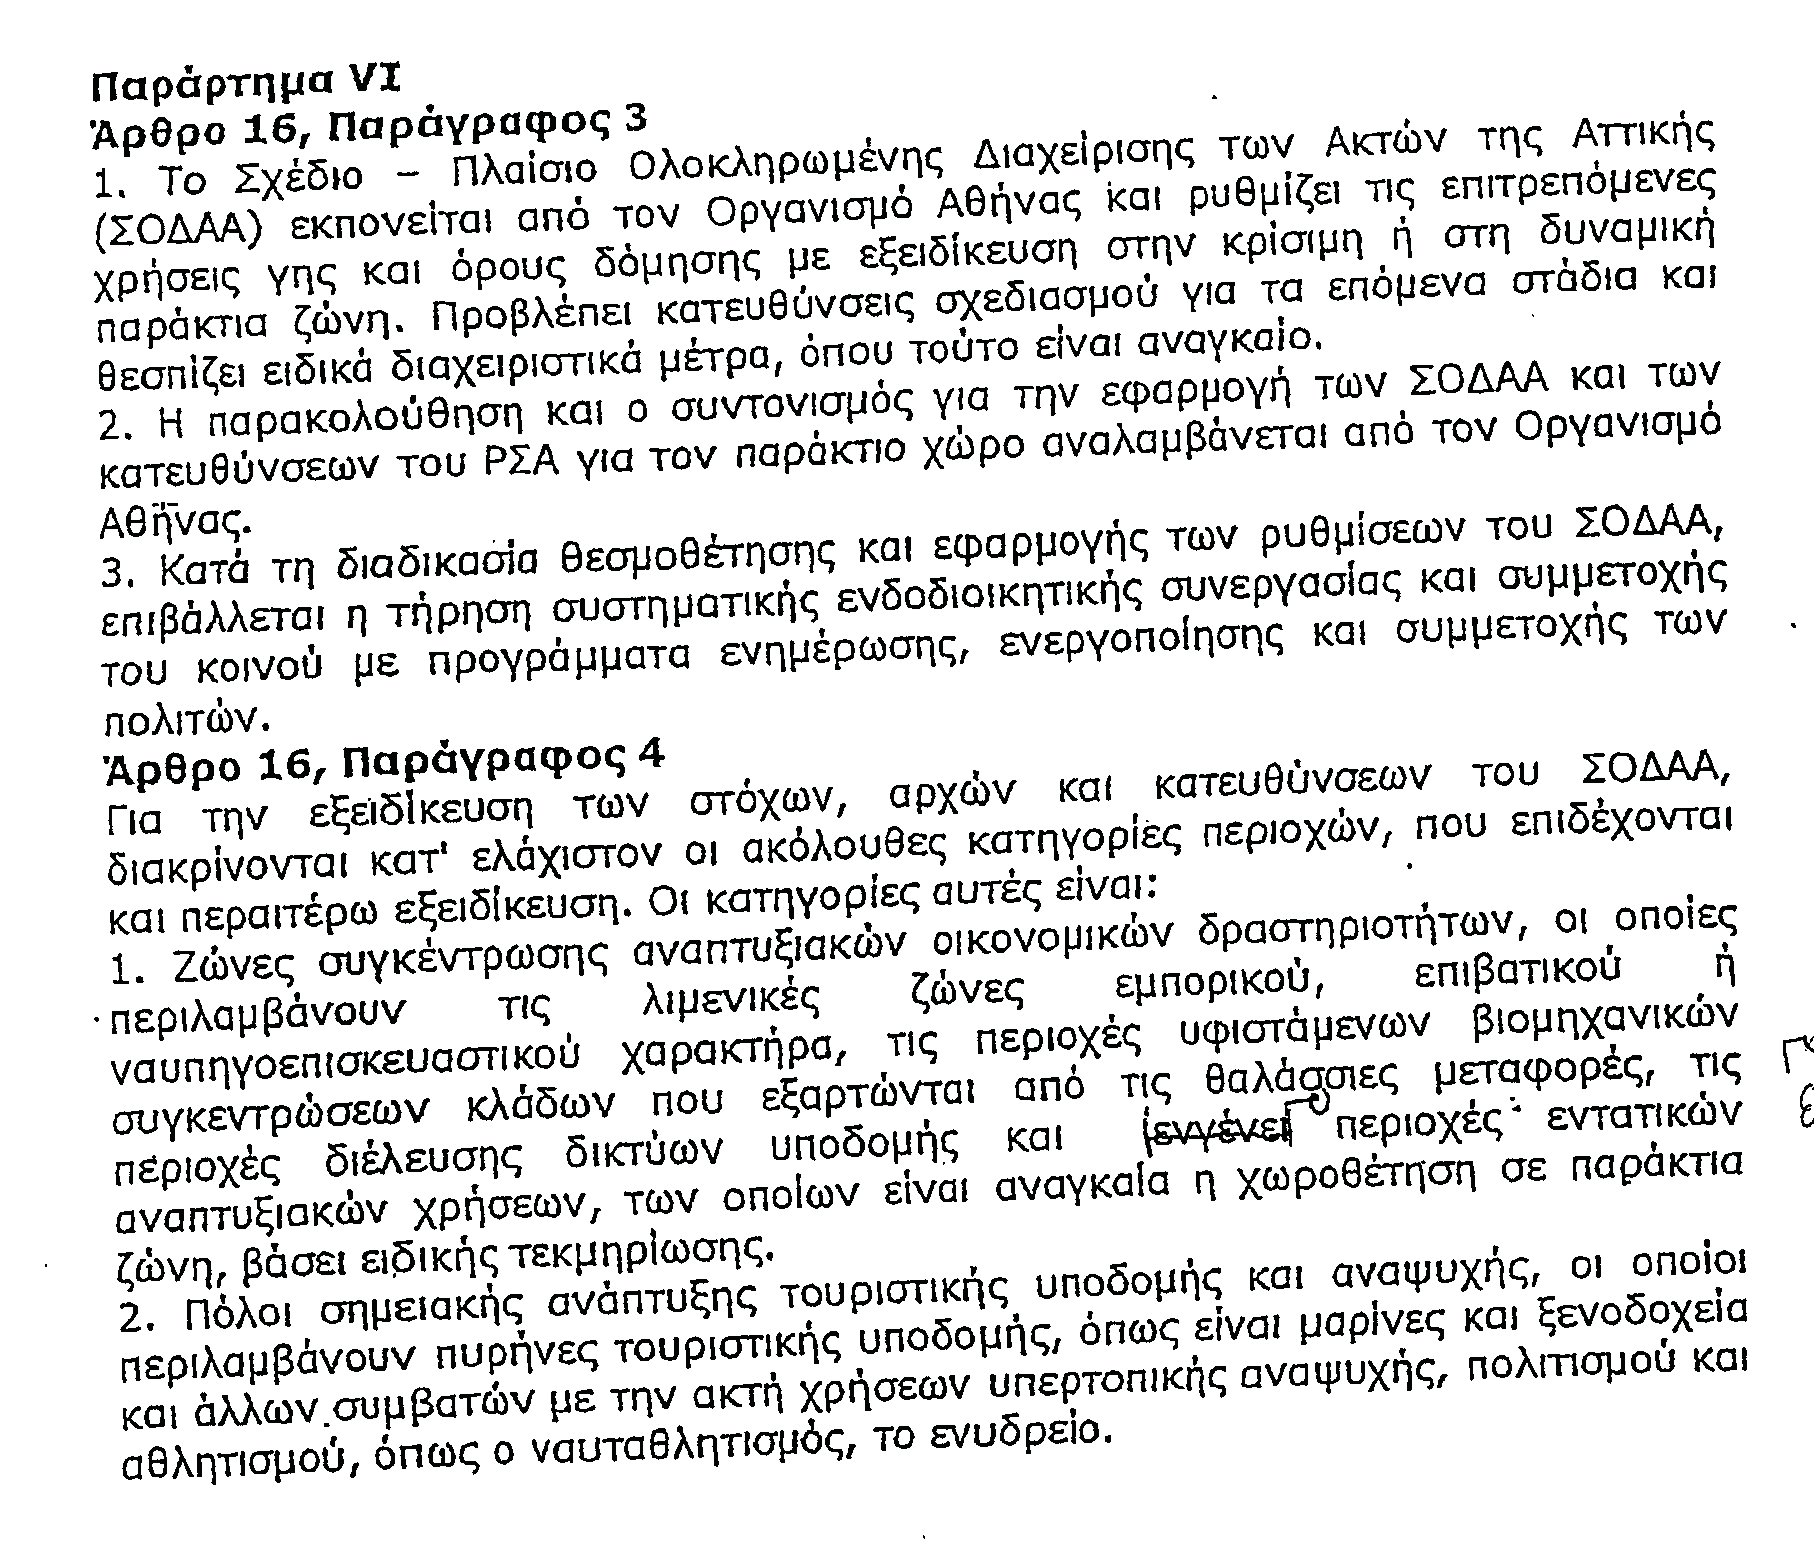 Παράρτημα VI
Άρθρο 16, Παράγραφος 3
1. Το Σχέδιο – Πλαίσιο Ολοκληρωμένης Διαχείρισης των Ακτών της Αττικής
(ΣΟΔΑΑ) εκπονείται από τον Οργανισμό Αθήνας και ρυθμίζει τις επιτρεπόμενες
χρήσεις γης και όρους δόμησης με εξειδίκευση στην κρίσιμη ή στη δυναμική
παράκτια ζώνη. Προβλέπει κατευθύνσεις σχεδιασμού για τα επόμενα στάδια και
θεσπίζει ειδικά διαχειριστικά μέτρα, όπου τούτο είναι αναγκαίο.
2. Η παρακολούθηση και ο συντονισμός για την εφαρμογή των ΣΟΔΑΑ και των
κατευθύνσεων του ΡΣΑ για τον παράκτιο χώρο αναλαμβάνεται από τον Οργανισμό
Αθήνας.
3. Κατά τη διαδικασία θεσμοθέτησης και εφαρμογής των ρυθμίσεων του ΣΟΔΑΑ,
επιβάλλεται η τήρηση συστηματικής ενδοδιοικητικής συνεργασίας και συμμετοχής
του κοινού με προγράμματα ενημέρωσης, ενεργοποίησης και συμμετοχής των
πολιτών.
Άρθρο 16, Παράγραφος 4
Για την εξειδίκευση των στόχων, αρχών και κατευθύνσεων του ΣΟΔΑΑ,
διακρίνονται κατ' ελάχιστον οι ακόλουθες κατηγορίες περιοχών, που επιδέχονται
και περαιτέρω εξειδίκευση. Οι κατηγορίες αυτές είναι:
1. Ζώνες συγκέντρωσης αναπτυξιακών οικονομικών δραστηριοτήτων, οι οποίες
περιλαμβάνουν τις λιμενικές ζώνες εμπορικού, επιβατικού ή
ναυπηγοεπισκευαστικού χαρακτήρα, τις περιοχές υφιστάμενων βιομηχανικών
συγκεντρώσεων κλάδων που εξαρτώνται από τις θαλάσσιες μεταφορές, τις
περιοχές διέλευσης δικτύων υποδομής και περιοχές εντατικών
αναπτυξιακών χρήσεων, των οποίων είναι αναγκαία η χωροθέτηση σε παράκτια
ζώνη, βάσει ειδικής τεκμηρίωσης.
2. Πόλοι σημειακής ανάπτυξης τουριστικής υποδομής και αναψυχής, οι οποίοι
περιλαμβάνουν πυρήνες τουριστικής υποδομής, όπως είναι μαρίνες και ξενοδοχεία
και άλλων συμβατών με την ακτή χρήσεων υπερτοπικής αναψυχής, πολιτισμού και
αθλητισμού, όπως ο ναυταθλητισμός, το ενυδρείο.